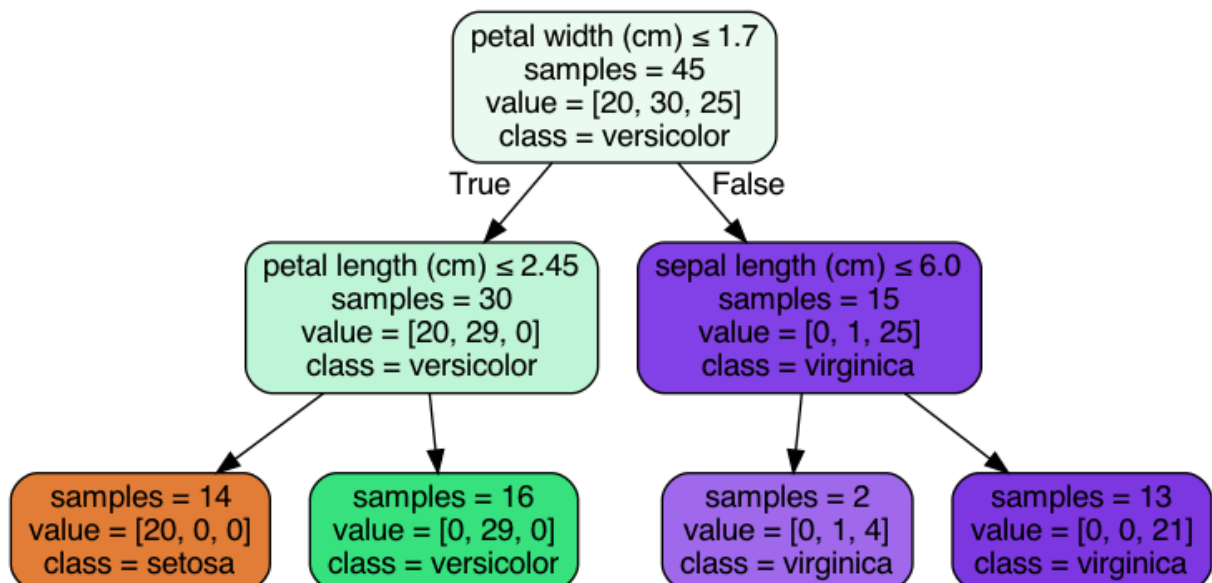 petal width (cm) ≤ 1.7
samples = 45
value = [20, 30, 25]
class = versicolor
True
False
petal length (cm) ≤ 2.45
samples = 30
value = [20, 29, 0]
class = versicolor
sepal length (cm) ≤ 6.0
samples = 15
value = [0, 1, 25]
class = virginica
samples = 14
value = [20, 0, 0]
class = setosa
samples = 16
value = [0, 29, 0]
class = versicolor
samples = 2
value = [0, 1, 4]
class = virginica
samples = 13
value = [0, 0, 21]
class = virginica